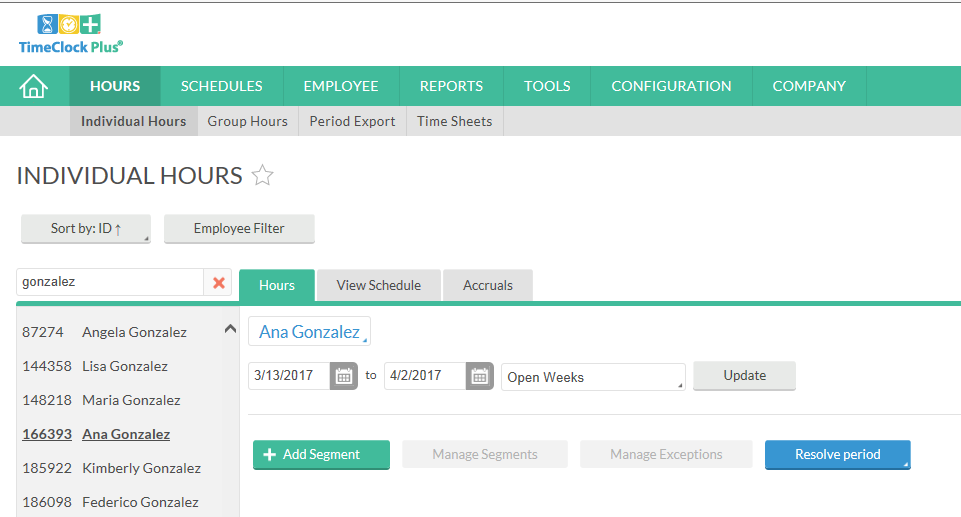 TimeClock Plus®
HOURS SCHEDULES EMPLOYEE REPORTS TOOLS CONFIGURATION COMPANY
Individual Hours Group Hours Period Export Time Sheets
INDIVIDUAL HOURS
Sort by: ID ↑ Employee Filter
gonzalez
Hours View Schedule Accruals
87274 Angela Gonzalez
144358 Lisa Gonzalez
148218 Maria Gonzalez
166393 Ana Gonzalez
185922 Kimberly Gonzalez
186098 Federico Gonzalez
Ana Gonzalez
3/13/2017 to 4/2/2017 Open Weeks Update
+ Add Segment Manage Segments Manage Exceptions Resolve period